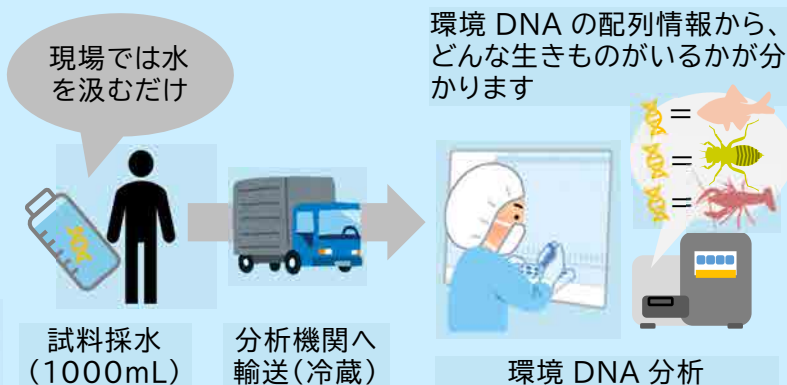 現場では水
を汲むだけ
環境 DNA の配列情報から、
どんな生きものがいるかが分
かります
=
=
=
試料採水
(1000mL)
分析機関へ
輸送(冷蔵)
環境 DNA 分析